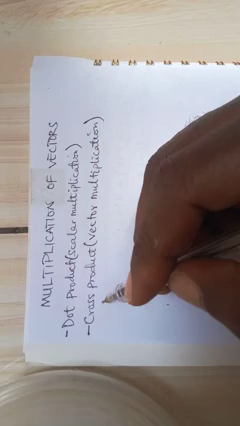 MULTIPLICATION OF VECTORS
- Dot Product (scalar multiplication)
- Cross product (vector multiplication)